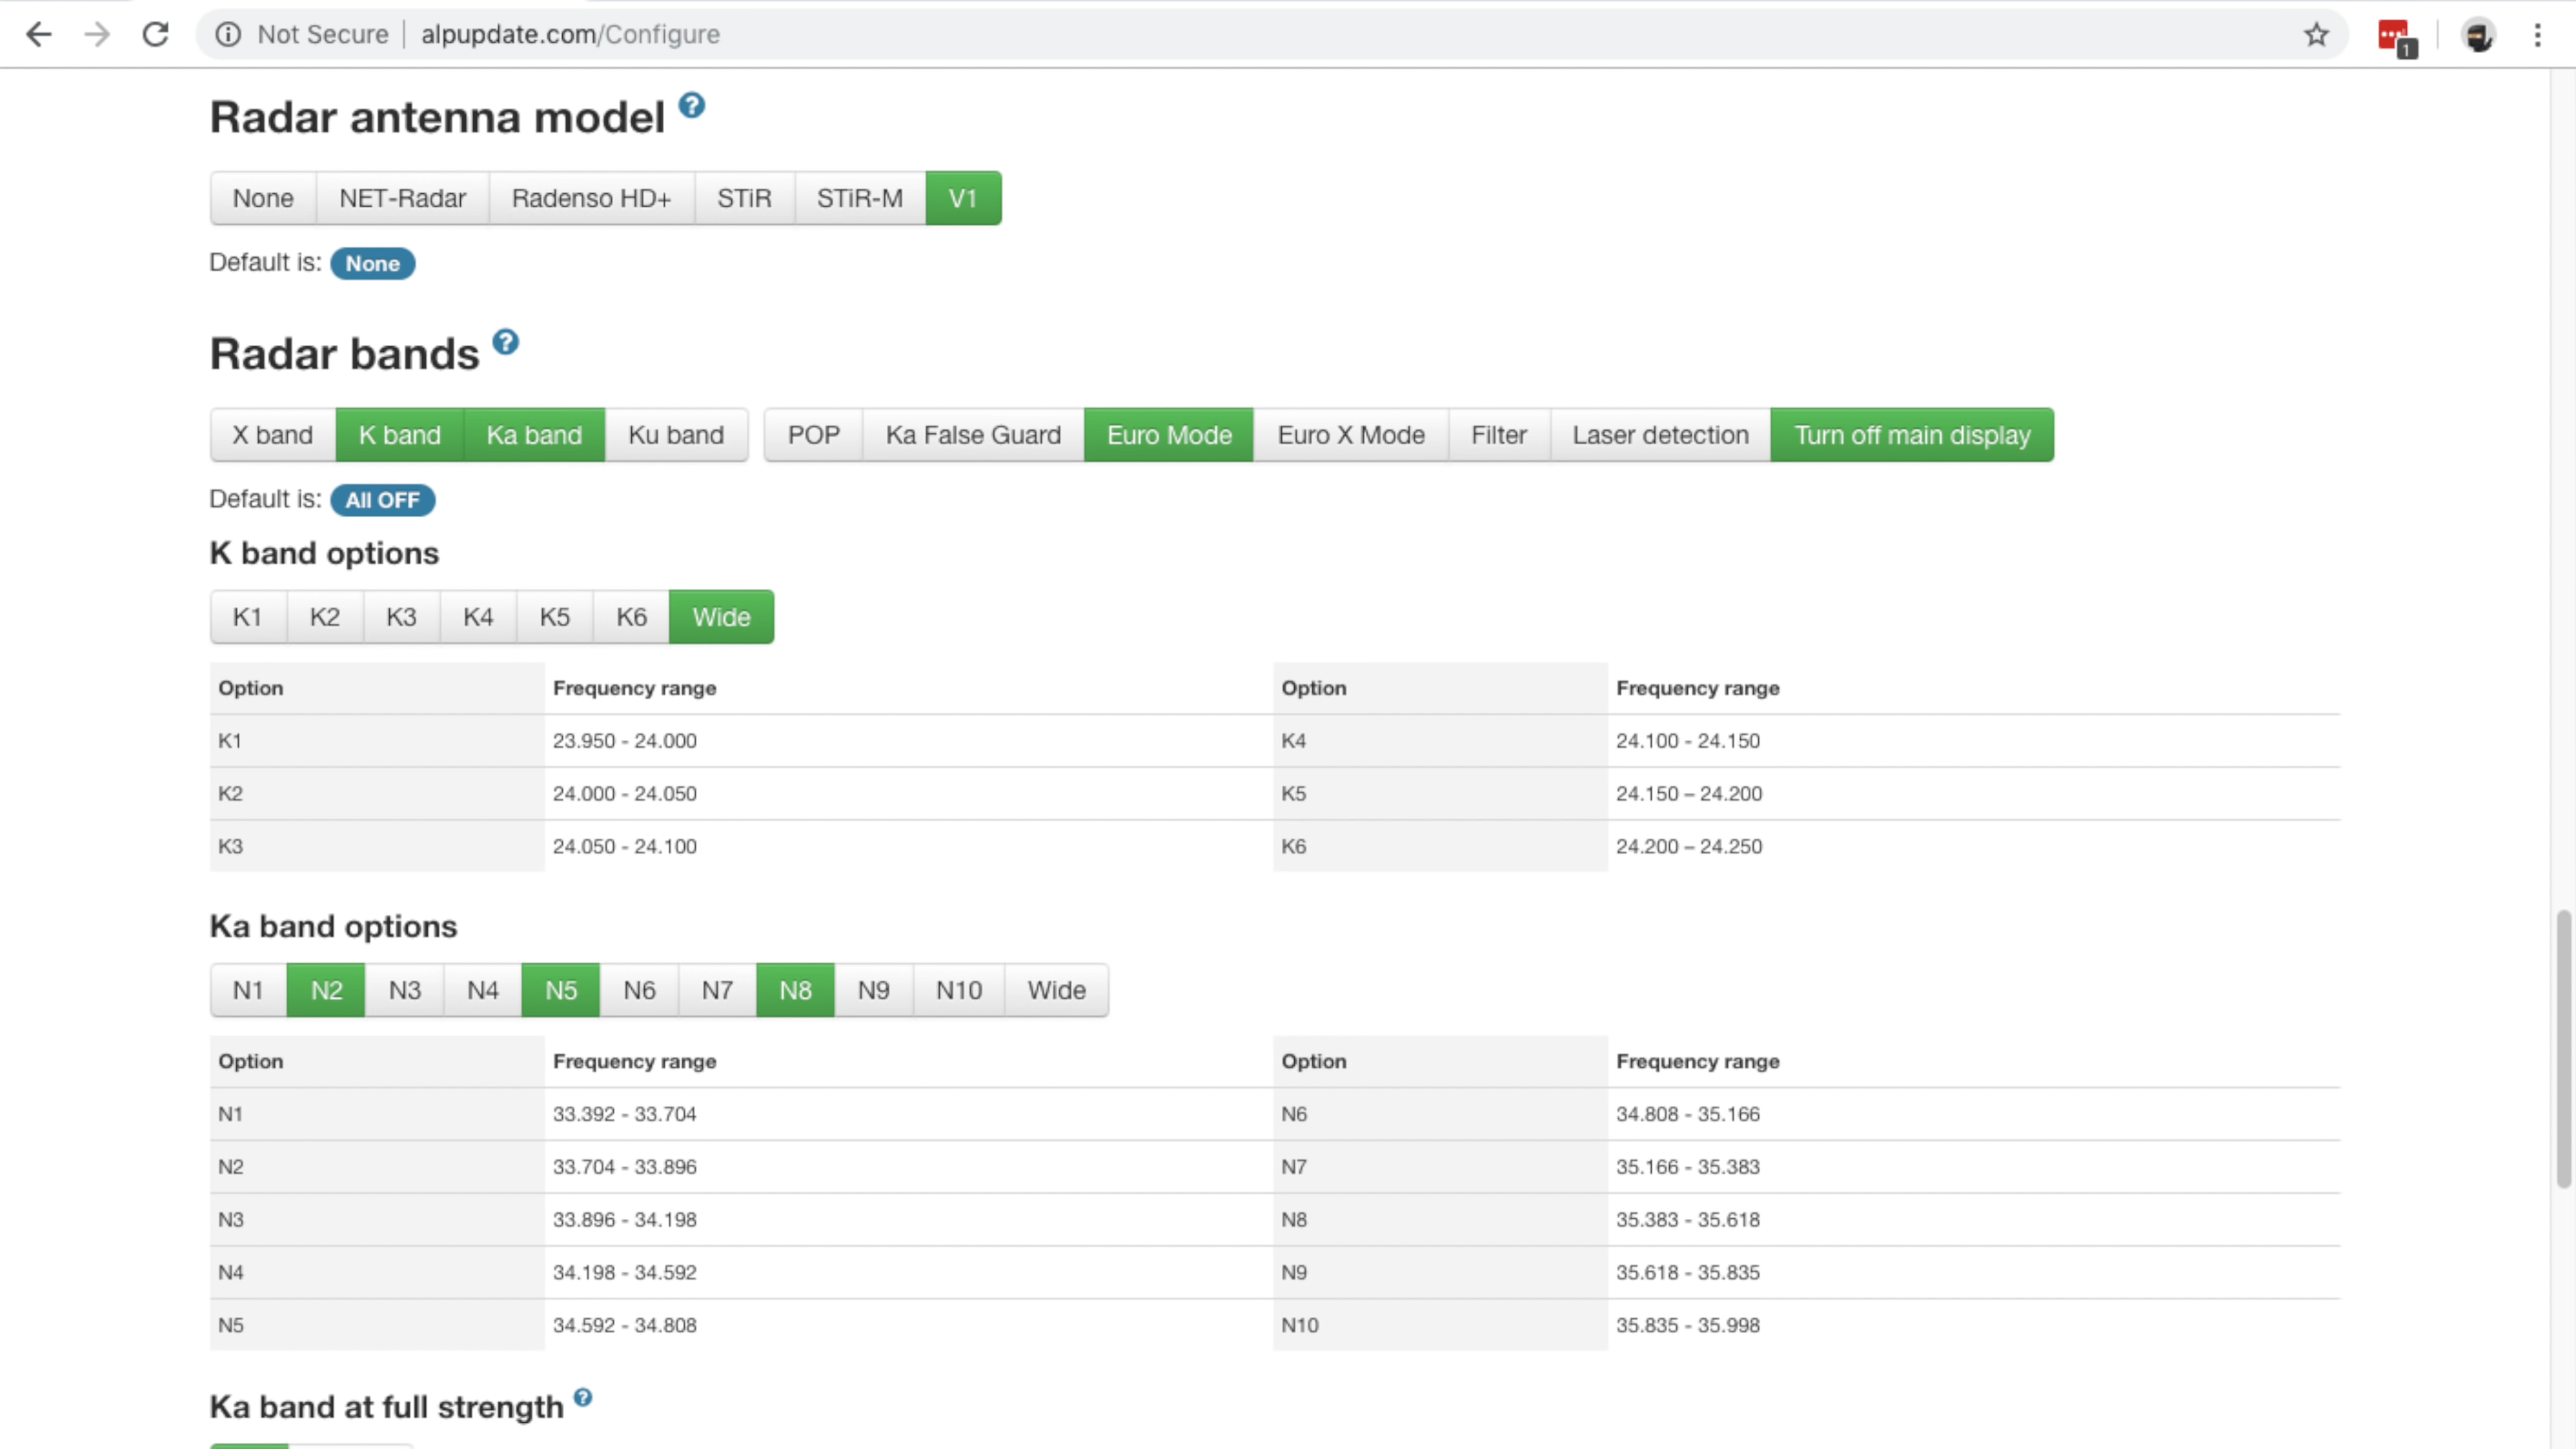 Not Secure | alpupdate.com/Configure
1
Radar antenna model ?
None NET-Radar Radenso HD+ STiR STiR-M V1
Default is: None
Radar bands ?
X band K band Ka band Ku band POP Ka False Guard Euro Mode Euro X Mode Filter Laser detection Turn off main display
Default is: All OFF
K band options
K1 K2 K3 K4 K5 K6 Wide
Option Frequency range Option Frequency range
K1 23.950 - 24.000 K4 24.100 - 24.150
K2 24.000 - 24.050 K5 24.150 – 24.200
K3 24.050 - 24.100 K6 24.200 – 24.250
Ka band options
N1 N2 N3 N4 N5 N6 N7 N8 N9 N10 Wide
Option Frequency range Option Frequency range
N1 33.392 - 33.704 N6 34.808 - 35.166
N2 33.704 - 33.896 N7 35.166 - 35.383
N3 33.896 - 34.198 N8 35.383 - 35.618
N4 34.198 - 34.592 N9 35.618 - 35.835
N5 34.592 - 34.808 N10 35.835 - 35.998
Ka band at full strength ?